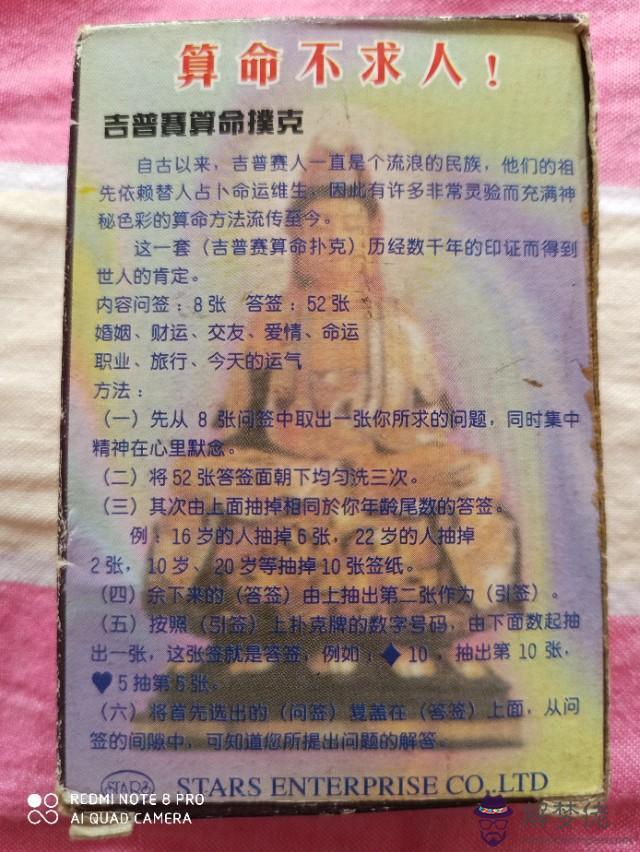 算命不求人!
吉普賽算命撲克
自古以来，吉普赛人一直是个流浪的民族，他们的祖
先依赖替人占卜命运维生，因此有许多非常灵验而充满神
秘色彩的算命方法流传至今。
这一套（吉普赛算命扑克）历经数千年的印证而得到
世人的肯定。
内容问签：8张 答签：52张
婚姻、财运、交友、爱情、命运
职业、旅行、今天的运气
方法：
（一）先从 8 张问签中取出一张你所求的问题，同时集中
精神在心里默念。
（二）将52张答签面朝下均匀洗三次。
（三）其次由上面抽掉相同於你年龄尾数的答签。
例：16岁的人抽掉6张，22岁的人抽掉
2张，10岁、20岁等抽掉10张签纸。
（四）余下来的（答签）由上抽出第二张作为（引签）。
（五）按照（引签）上扑克牌的数字号码，由下面数起抽
出一张，这张签就是答签，例如；♦10，抽出第10张，
♥5抽第5张。
（六）将首先选出的（问签）覆盖在（答签）上面，从问
签的间隙中，可知道您所提出问题的解答。
STARS STARS ENTERPRISE CO.,LTD
REDMI NOTE 8 PRO
AI QUAD CAMERA
解梦佬